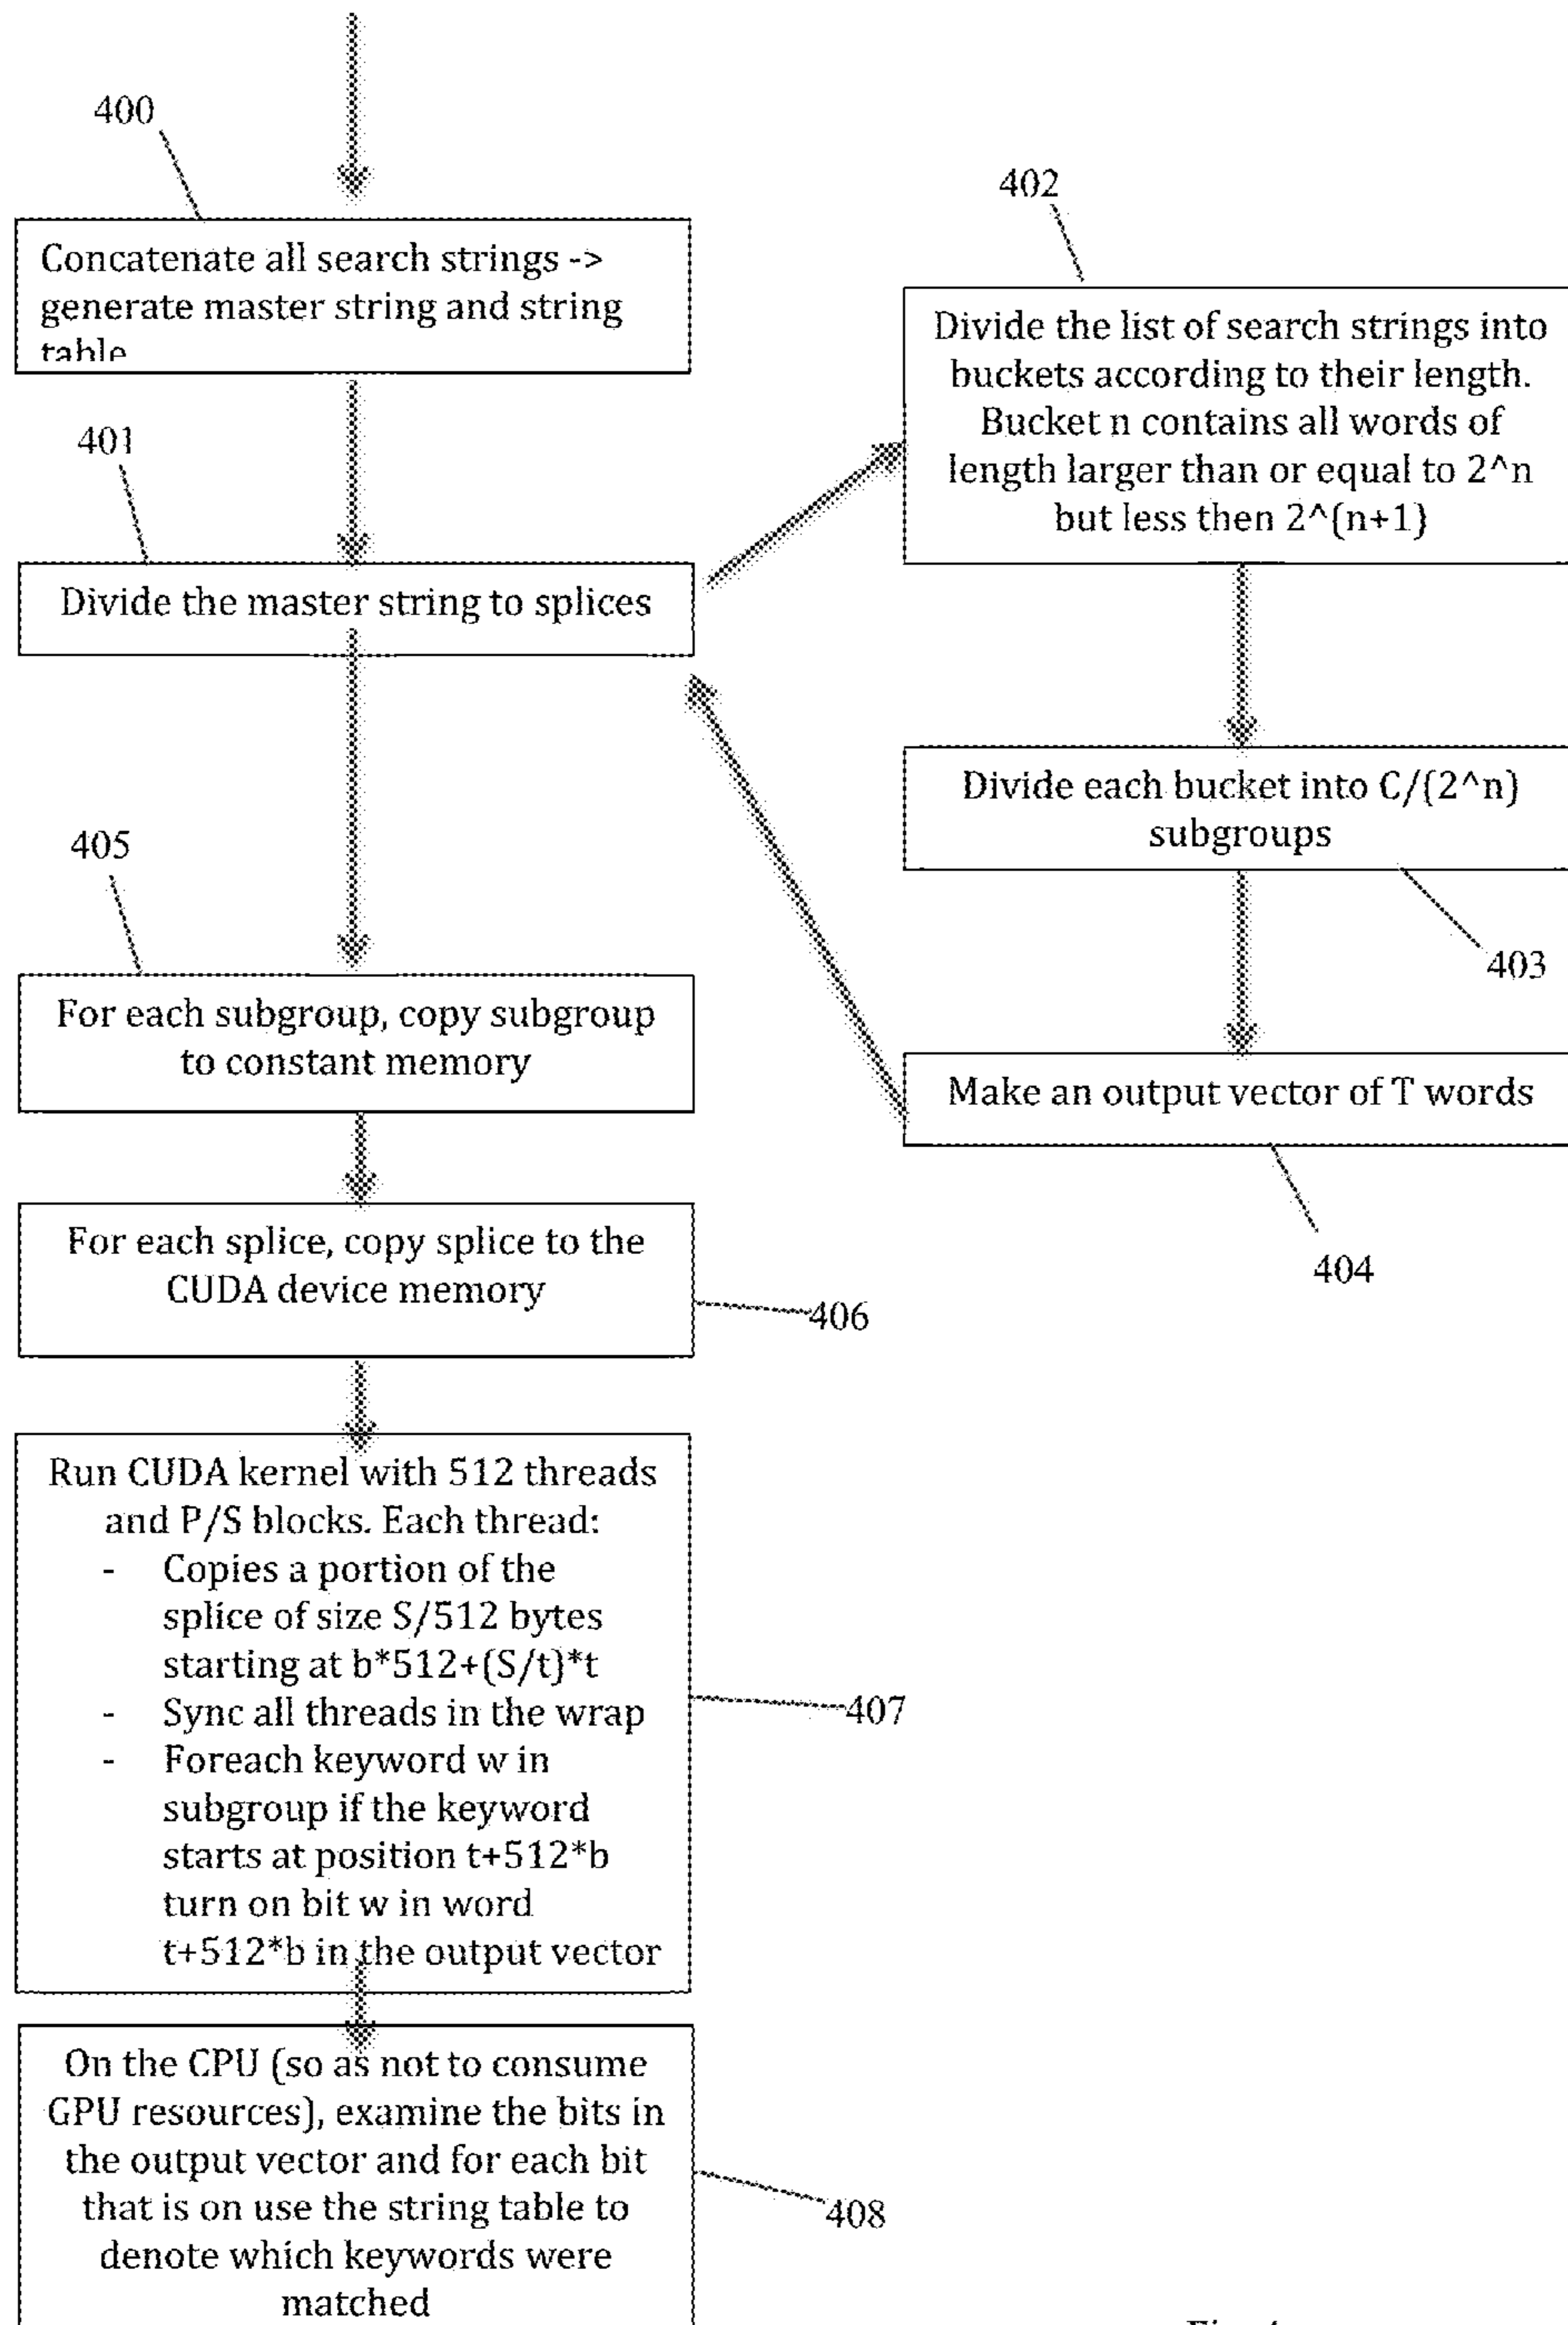 400
Concatenate all search strings ->
generate master string and string
table
401
Divide the master string to splices
402
Divide the list of search strings into
buckets according to their length.
Bucket n contains all words of
length larger than or equal to 2^n
but less then 2^(n+1)
Divide each bucket into C/(2^n)
subgroups
403
Make an output vector of T words
404
405
For each subgroup, copy subgroup
to constant memory
For each splice, copy splice to the
CUDA device memory
406
Run CUDA kernel with 512 threads
and P/S blocks. Each thread:
- Copies a portion of the
splice of size S/512 bytes
starting at b*512+(S/t)*t
- Sync all threads in the wrap
- Foreach keyword w in
subgroup if the keyword
starts at position t+512*b
turn on bit w in word
t+512*b in the output vector
407
On the CPU (so as not to consume
GPU resources), examine the bits in
the output vector and for each bit
that is on use the string table to
denote which keywords were
matched
408